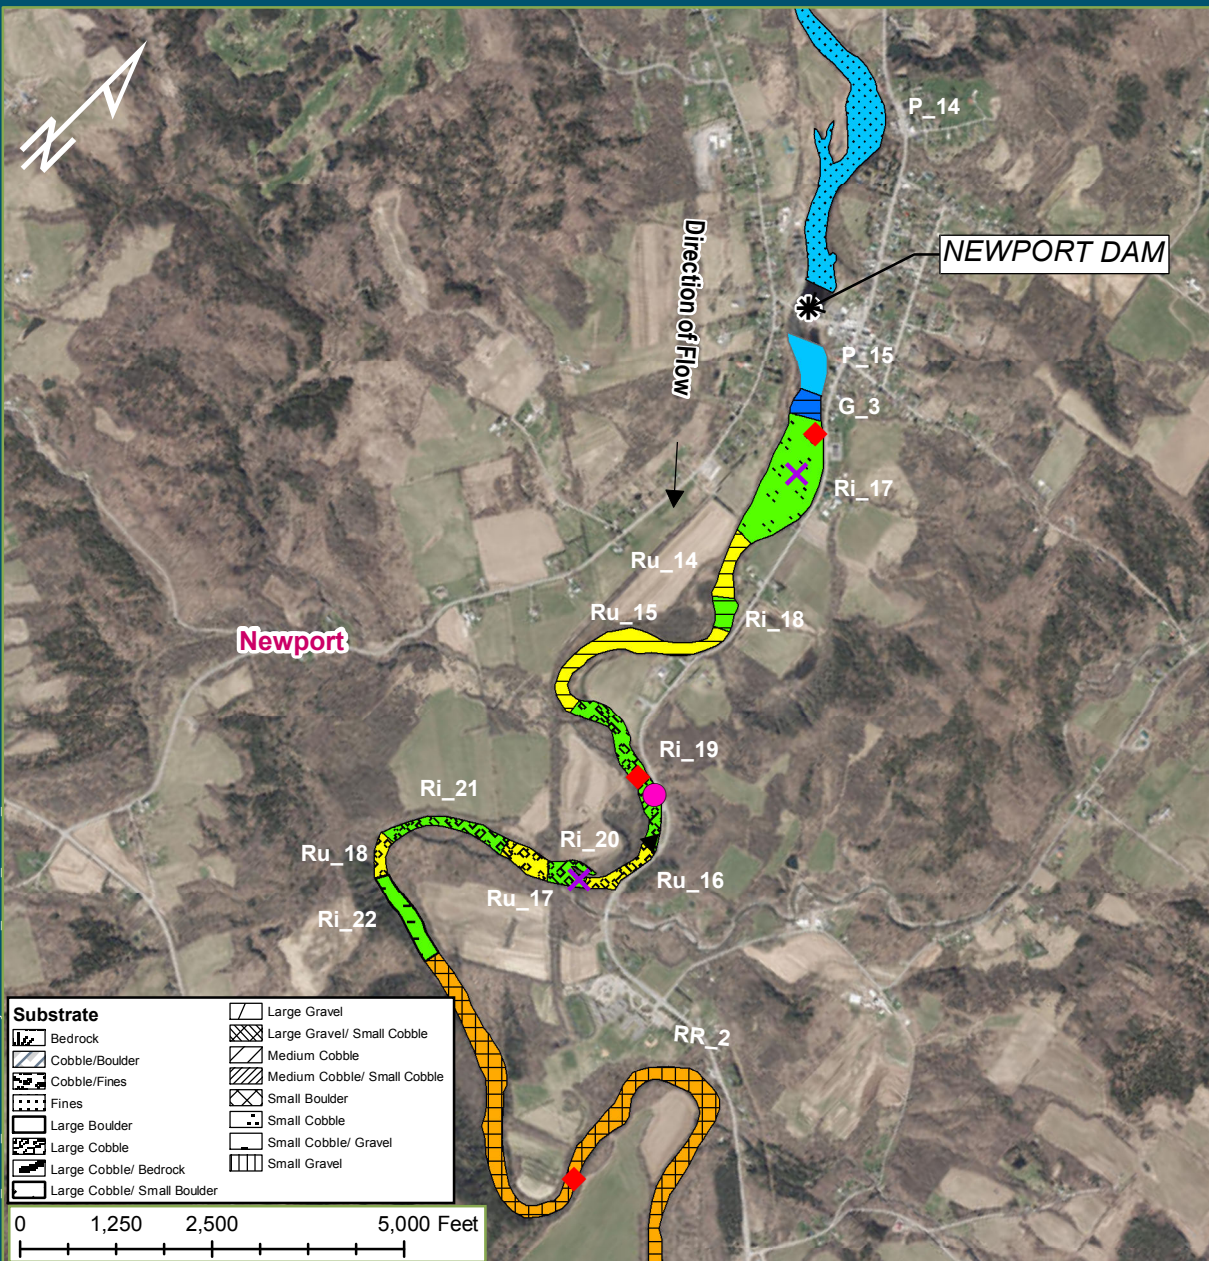 P_14
NEWPORT DAM
Direction of Flow
P_15
G_3
Ri_17
Ru_14
Ru_15
Ri_18
Newport
Ri_19
Ri_21
Ri_20
Ru_18
Ru_16
Ru_17
Ri_22
RR_2
Substrate
Bedrock
Cobble/Boulder
Cobble/Fines
Fines
Large Boulder
Large Cobble
Large Cobble/ Bedrock
Large Cobble/ Small Boulder
Large Gravel
Large Gravel/ Small Cobble
Medium Cobble
Medium Cobble/ Small Cobble
Small Boulder
Small Cobble
Small Cobble/ Gravel
Small Gravel
0 1,250 2,500 5,000 Feet
N